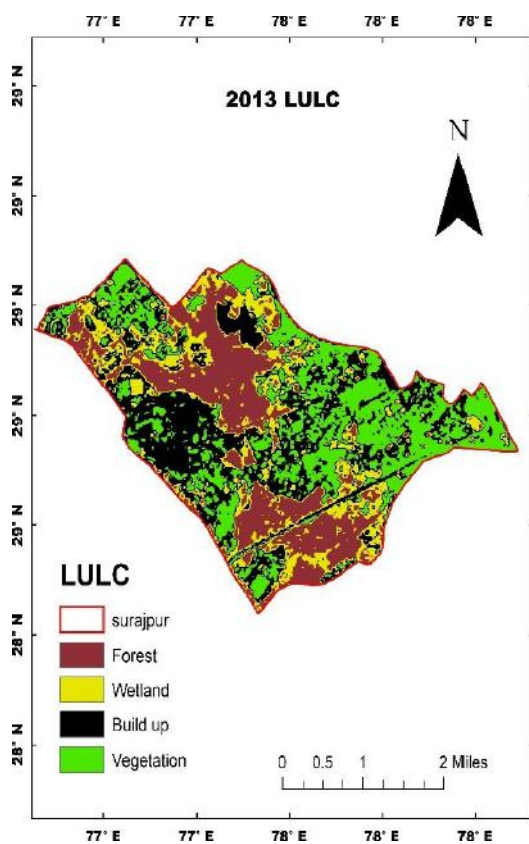 77° E 77° E 78° E 78° E 78° E
2013 LULC
N
29° N
29° N
29° N
29° N
29° N
28° N
28° N
LULC
surajpur
Forest
Wetland
Build up
Vegetation
0 0.5 1 2 Miles
77° E 77° E 78° E 78° E 78° E